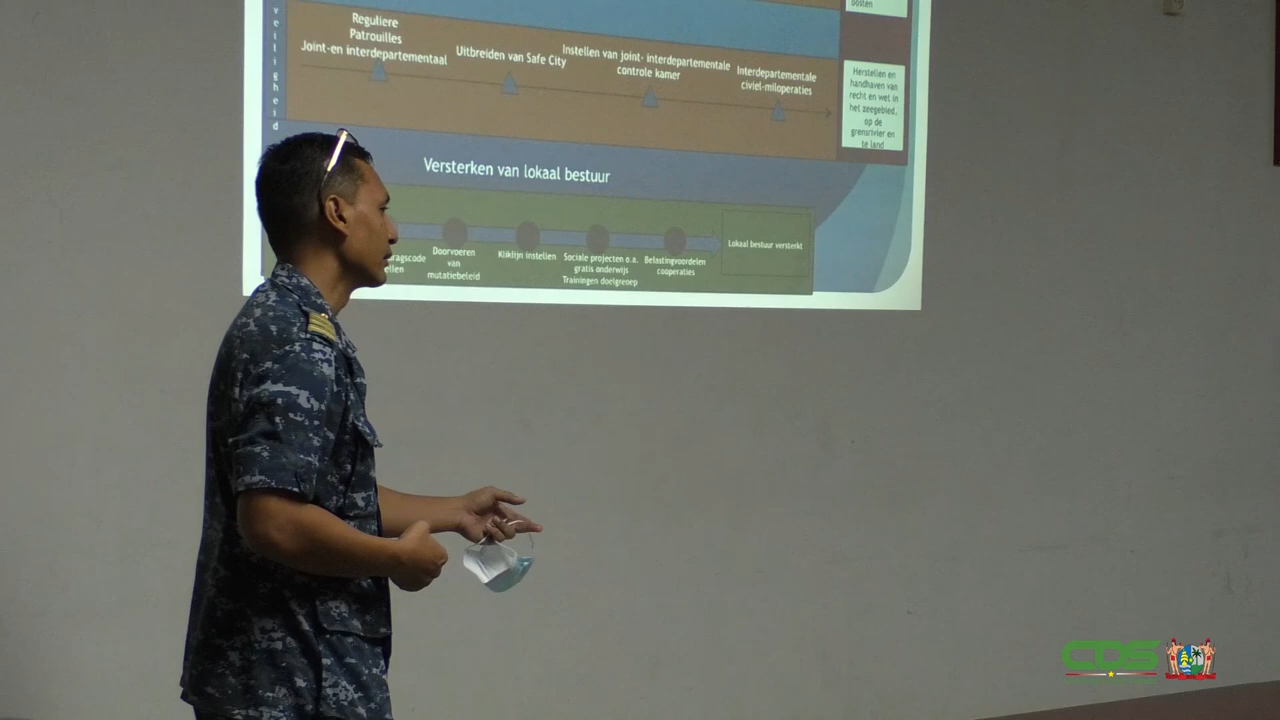 posten
veiligheid
Reguliere
Patrouilles
Joint-en interdepartementaal
Uitbreiden van Safe City
Instellen van joint- interdepartementale
controle kamer
Interdepartementale
civiel-miloperaties
Herstellen en
handhaven van
recht en wet in
het zeegebied,
op de
grensrivier en
te land
Versterken van lokaal bestuur
Doorvoeren
van
mutatiebeleid
Kliklijn instellen
Sociale projecten o.a.
gratis onderwijs
Trainingen doelgroep
Belastingvoordelen
cooperaties
Lokaal bestuur versterkt
CDS